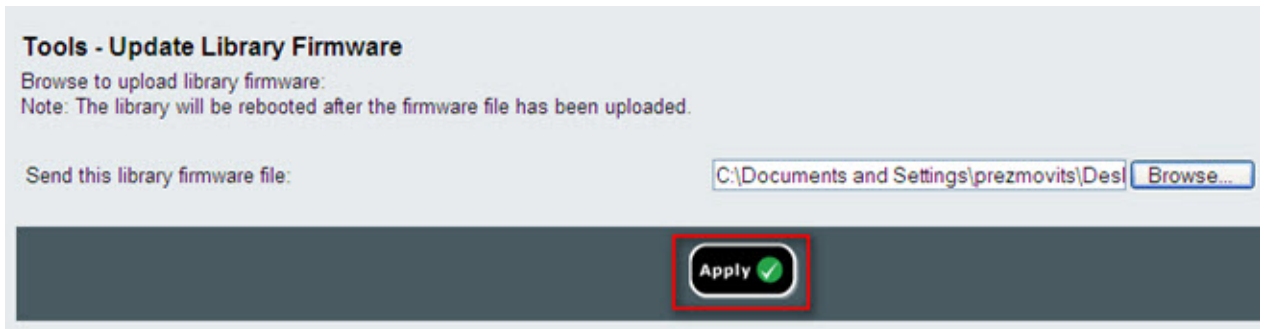 Tools - Update Library Firmware
Browse to upload library firmware:
Note: The library will be rebooted after the firmware file has been uploaded.
Send this library firmware file: C:\Documents and Settings\prezmovits\Desl Browse...
Apply